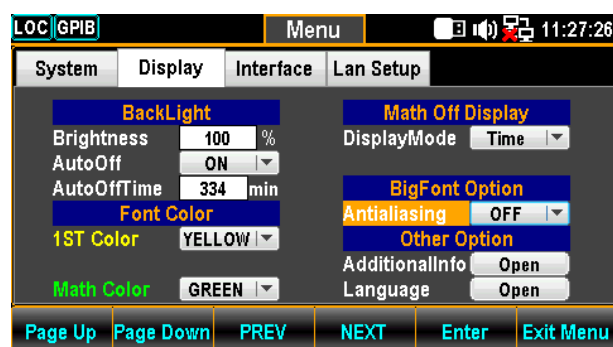 LOC GPIB Menu 11:27:26
System Display Interface Lan Setup
BackLight
Brightness 100 %
AutoOff ON
AutoOffTime 334 min
Font Color
1ST Color YELLOW
Math Color GREEN
Math Off Display
DisplayMode Time
BigFont Option
Antialiasing OFF
Other Option
AdditionalInfo Open
Language Open
Page Up Page Down PREV NEXT Enter Exit Menu